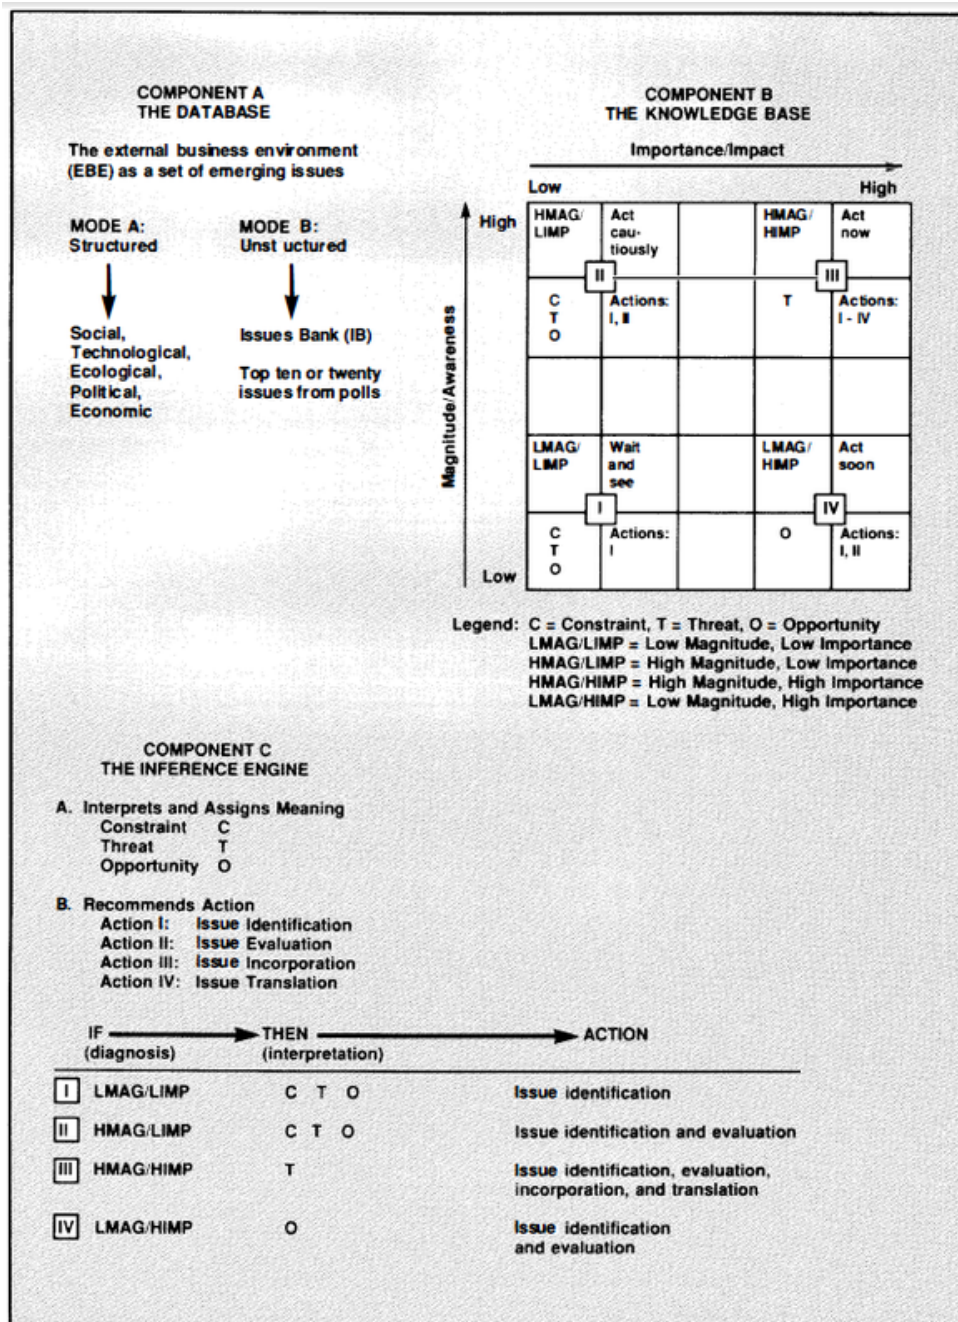 COMPONENT A
THE DATABASE
The external business environment
(EBE) as a set of emerging issues
MODE A:
Structured
MODE B:
Unst uctured
Social,
Technological,
Ecological,
Political,
Economic
Issues Bank (IB)
Top ten or twenty
issues from polls
COMPONENT B
THE KNOWLEDGE BASE
Importance/Impact
Low
High
Magnitude/Awareness
High
Low
HMAG/
LIMP
Act
cau-
tiously
II
C
T
O
Actions:
I, II
HMAG/
HIMP
Act
now
III
T
Actions:
I - IV
LMAG/
LIMP
Wait
and
see
I
C
T
O
Actions:
I
LMAG/
HIMP
Act
soon
IV
O
Actions:
I, II
Legend: C = Constraint, T = Threat, O = Opportunity
LMAG/LIMP = Low Magnitude, Low Importance
HMAG/LIMP = High Magnitude, Low Importance
HMAG/HIMP = High Magnitude, High Importance
LMAG/HIMP = Low Magnitude, High Importance
COMPONENT C
THE INFERENCE ENGINE
A. Interprets and Assigns Meaning
Constraint C
Threat T
Opportunity O
B. Recommends Action
Action I: Issue Identification
Action II: Issue Evaluation
Action III: Issue Incorporation
Action IV: Issue Translation
IF THEN ACTION
(diagnosis) (interpretation)
I LMAG/LIMP C T O Issue identification
II HMAG/LIMP C T O Issue identification and evaluation
III HMAG/HIMP T Issue identification, evaluation,
incorporation, and translation
IV LMAG/HIMP O Issue identification
and evaluation